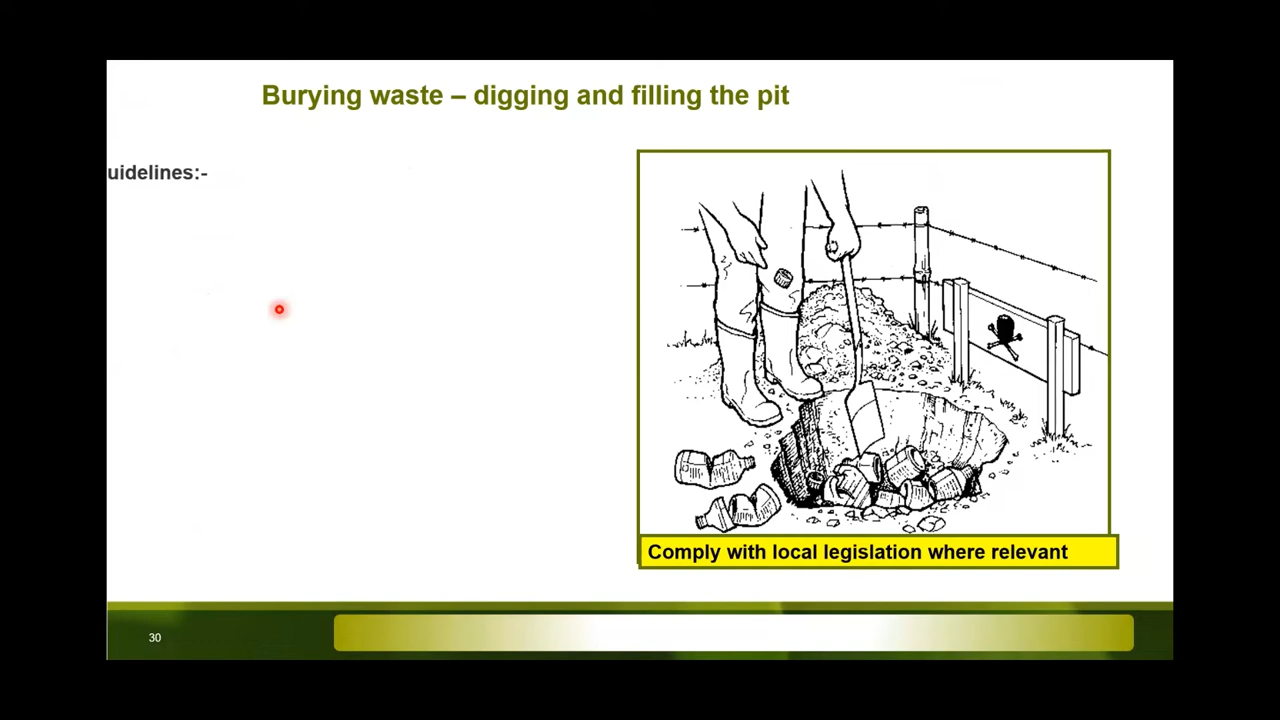 Burying waste – digging and filling the pit
uidelines:-
Comply with local legislation where relevant
30